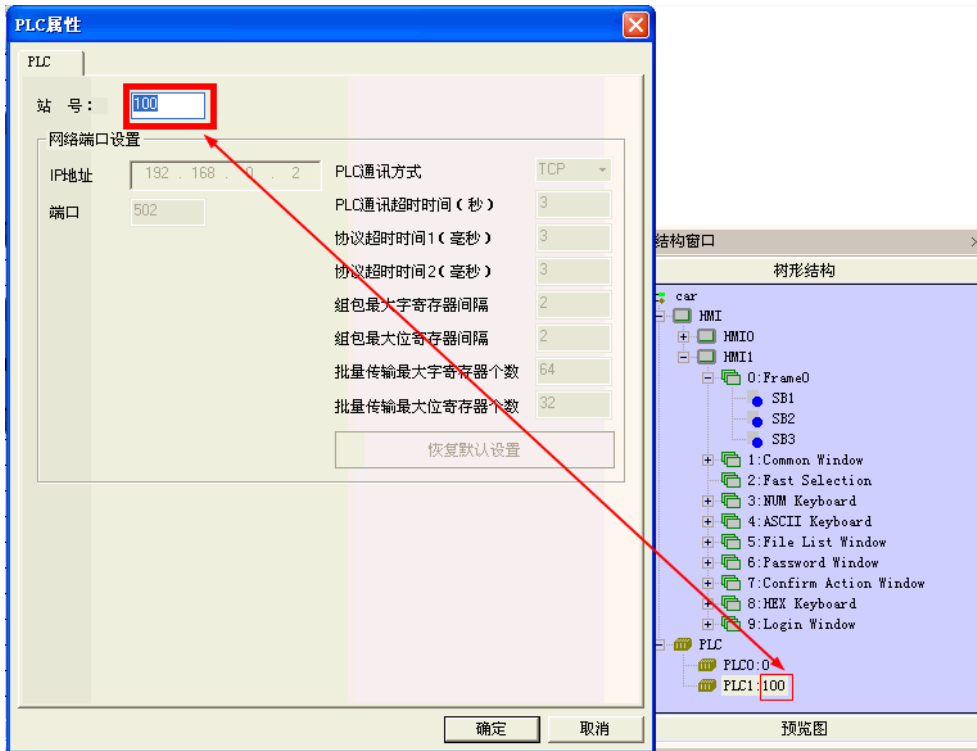 PLC属性
PLC
站 号：
100
网络端口设置
IP地址
192 . 168 . 0 . 2
端口
502
PLC通讯方式
TCP
PLC通讯超时时间（秒）
3
协议超时时间1（毫秒）
3
协议超时时间2（毫秒）
3
组包最大字寄存器间隔
2
组包最大位寄存器间隔
2
批量传输最大字寄存器个数
64
批量传输最大位寄存器个数
32
恢复默认设置
确定
取消
结构窗口
树形结构
car
HMI
HMI0
HMI1
0:Frame0
SB1
SB2
SB3
1:Common Window
2:Fast Selection
3:NUM Keyboard
4:ASCII Keyboard
5:File List Window
6:Password Window
7:Confirm Action Window
8:HEX Keyboard
9:Login Window
PLC
PLC0:0
PLC1:100
预览图